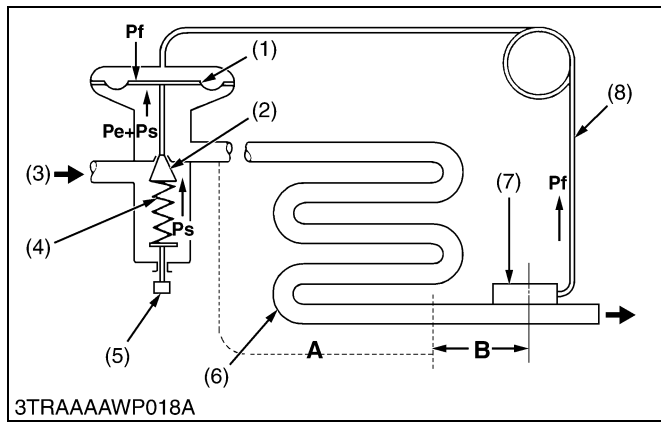 Pf
(1)
(8)
(2)
Pe+Ps
(3)
(7)
Pf
(4)
Ps
(5)
(6)
A
B
3TRAAAAWP018A